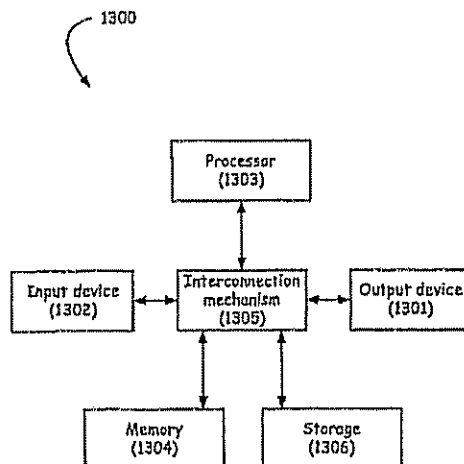 1300
Processor
(1303)
Input device
(1302)
Interconnection
mechanism
(1305)
Output device
(1301)
Memory
(1304)
Storage
(1306)